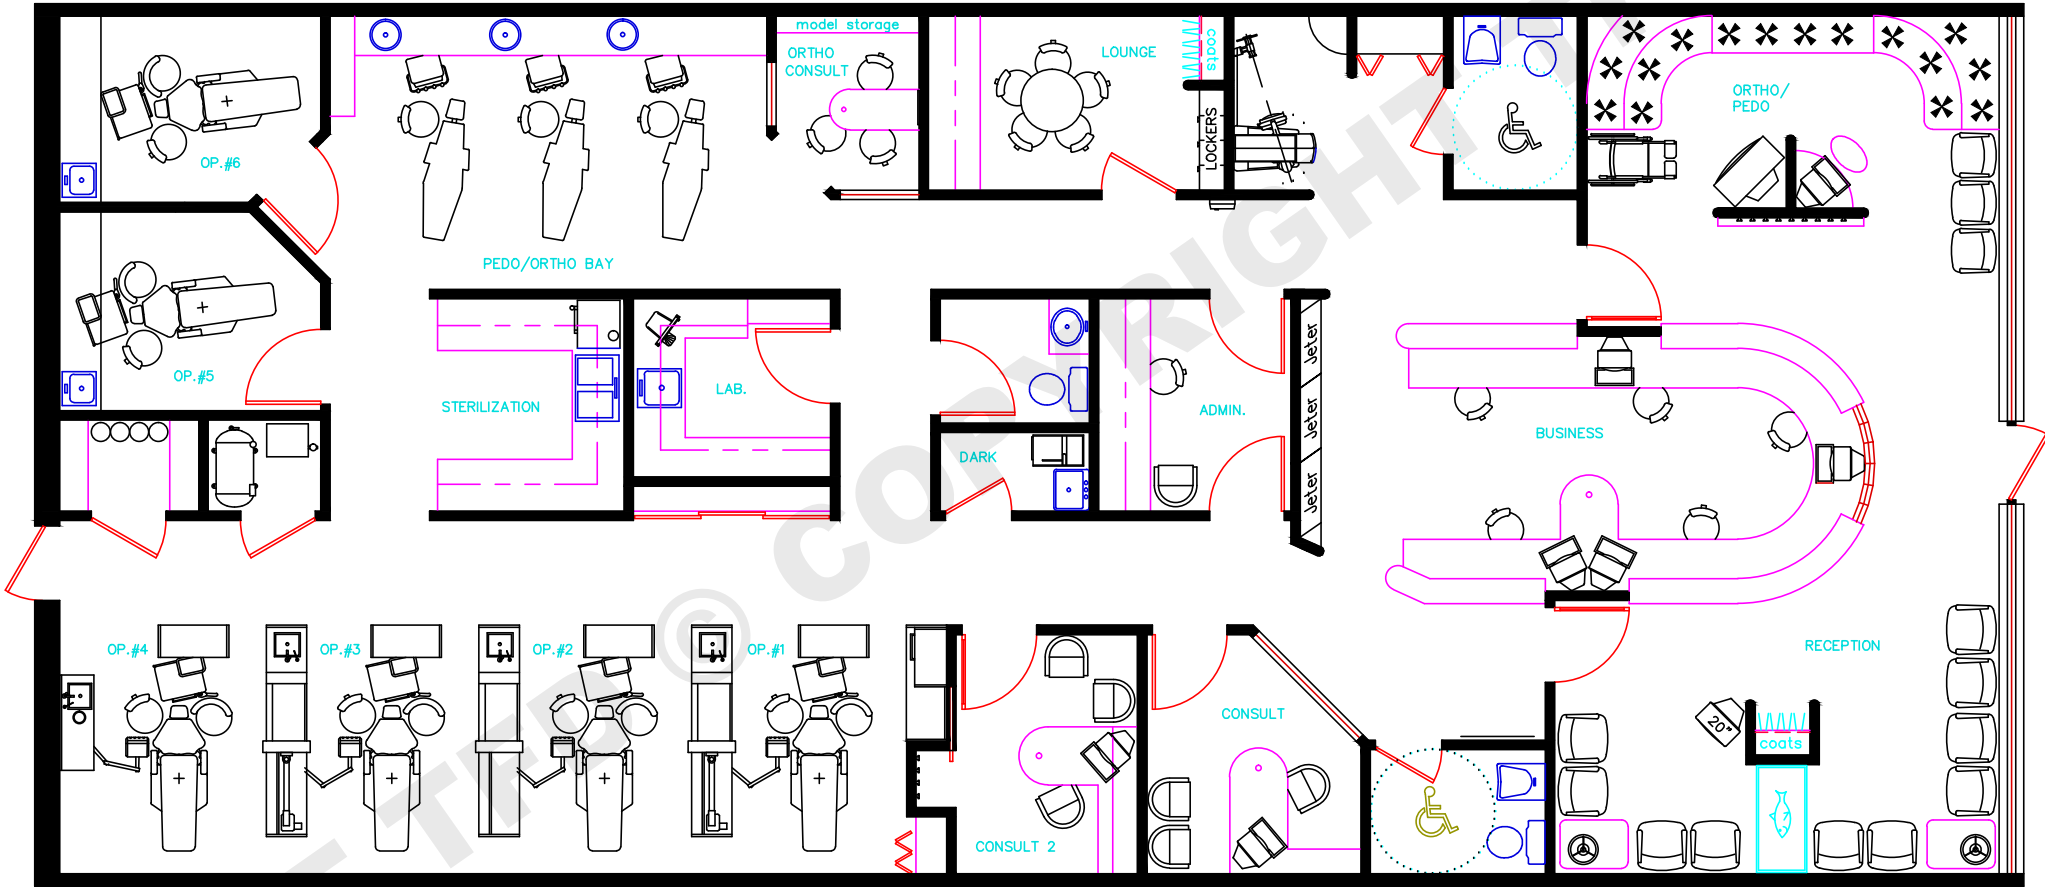 model storage
ORTHO
CONSULT
LOUNGE
coats
LOCKERS
ORTHO/
PEDO
OP.#6
PEDO/ORTHO BAY
OP.#5
STERILIZATION
LAB.
DARK
ADMIN.
Jeter
Jeter
Jeter
BUSINESS
OP.#4
OP.#3
OP.#2
OP.#1
RECEPTION
CONSULT
20"
coats
CONSULT 2
TFD © COPYRIGHT